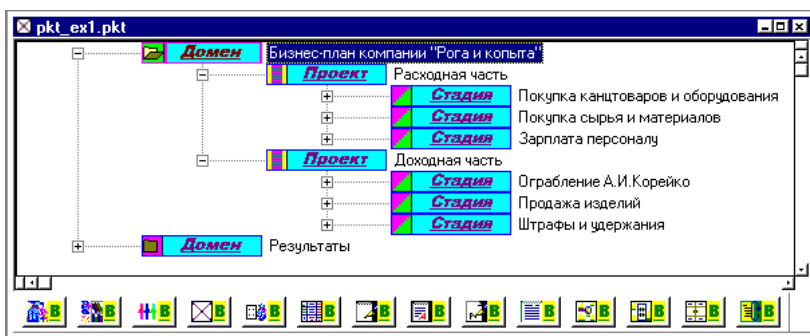 pkt_ex1.pkt
Домен Бизнес-план компании "Рога и копыта"
Проект Расходная часть
Стадия Покупка канцтоваров и оборудования
Стадия Покупка сырья и материалов
Стадия Зарплата персоналу
Проект Доходная часть
Стадия Ограбление А.И.Корейко
Стадия Продажа изделий
Стадия Штрафы и удержания
Домен Результаты
B B B B B B B B B B B B B B